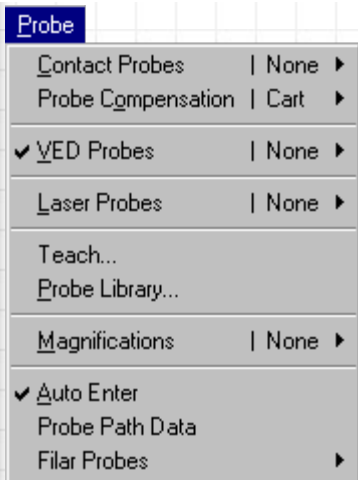 Probe
Contact Probes | None
Probe Compensation | Cart
VED Probes | None
Laser Probes | None
Teach...
Probe Library...
Magnifications | None
Auto Enter
Probe Path Data
Filar Probes